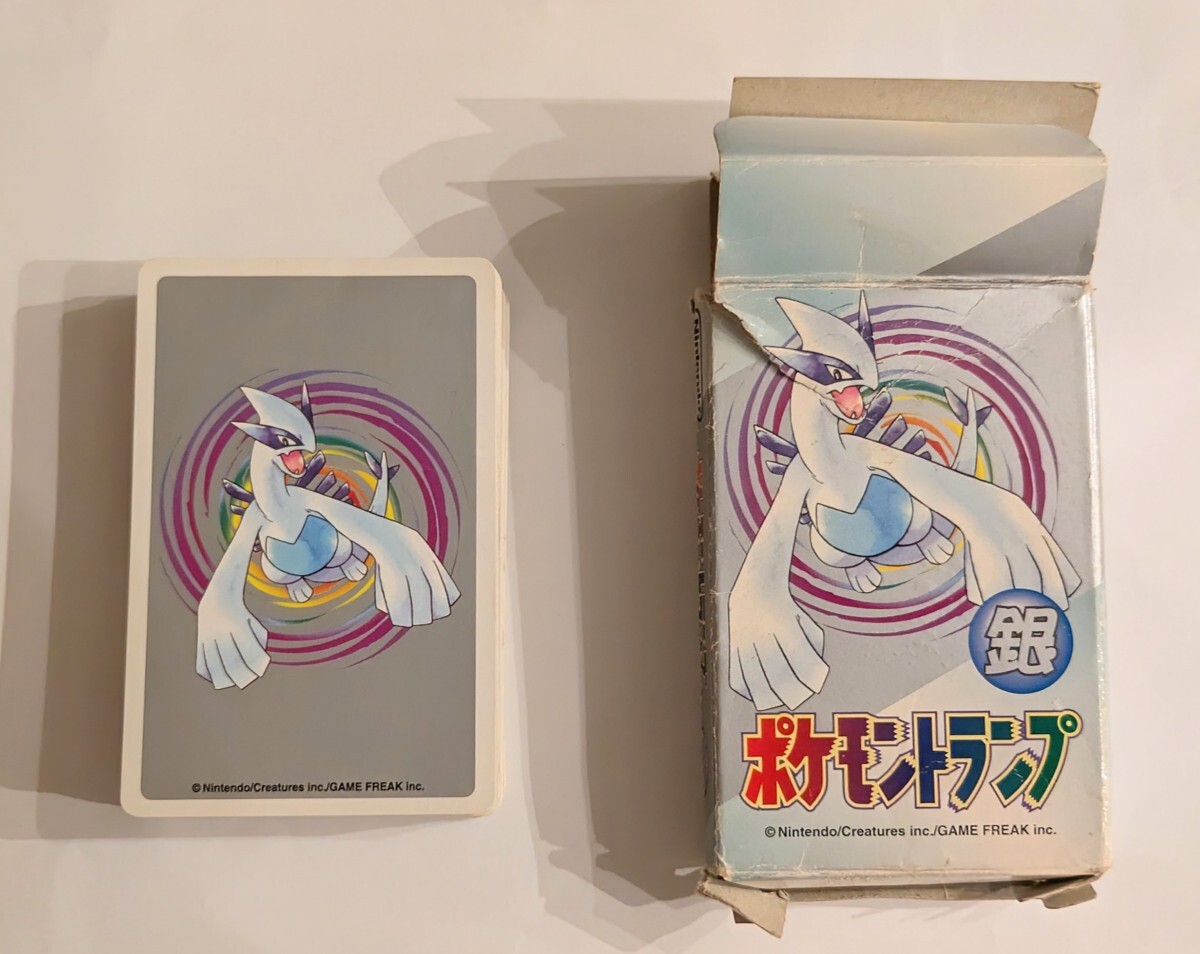 ©Nintendo/Creatures inc./GAME FREAK inc.
Nintendo
銀
ポケモントランプ
©Nintendo/Creatures inc./GAME FREAK inc.